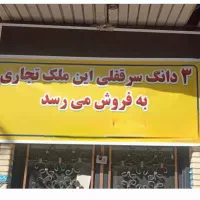 ۳ دانگ سرقفلی این ملک تجاری
به فروش می رسد